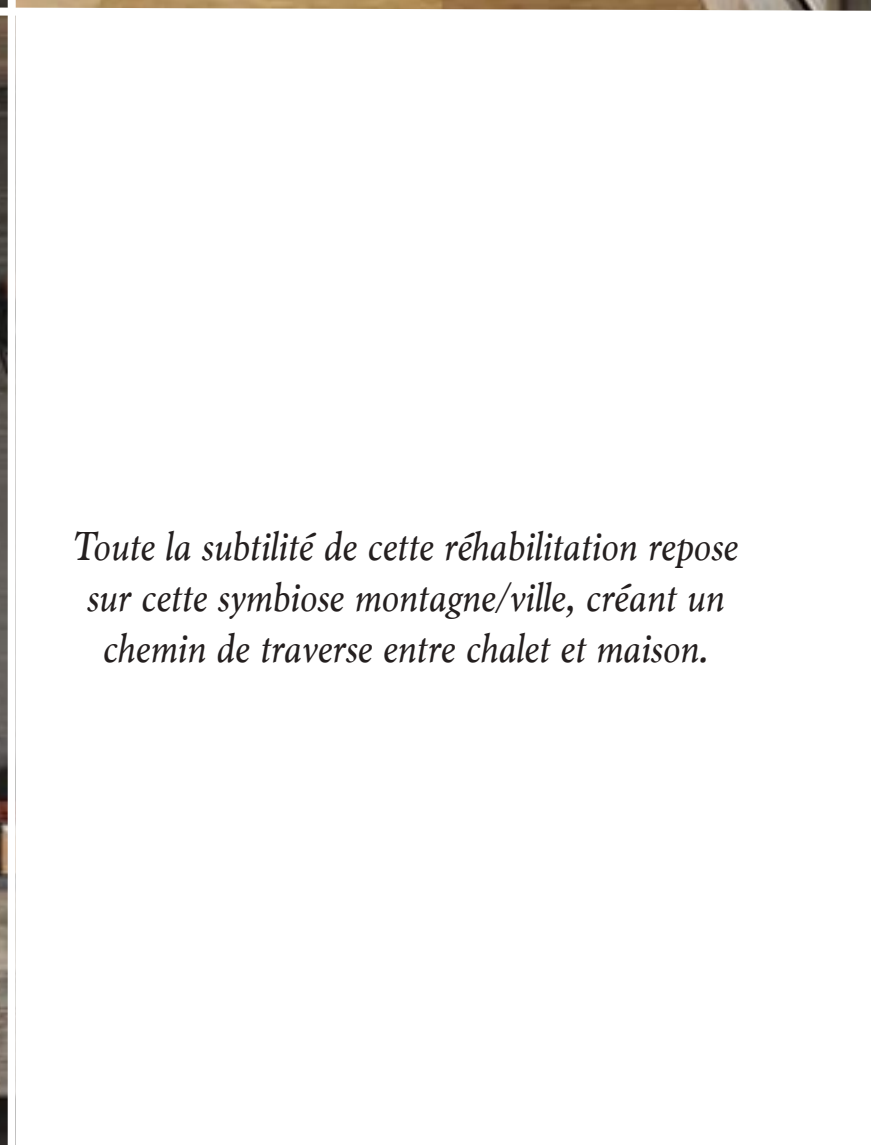 Toute la subtilité de cette réhabilitation repose
sur cette symbiose montagne/ville, créant un
chemin de traverse entre chalet et maison.